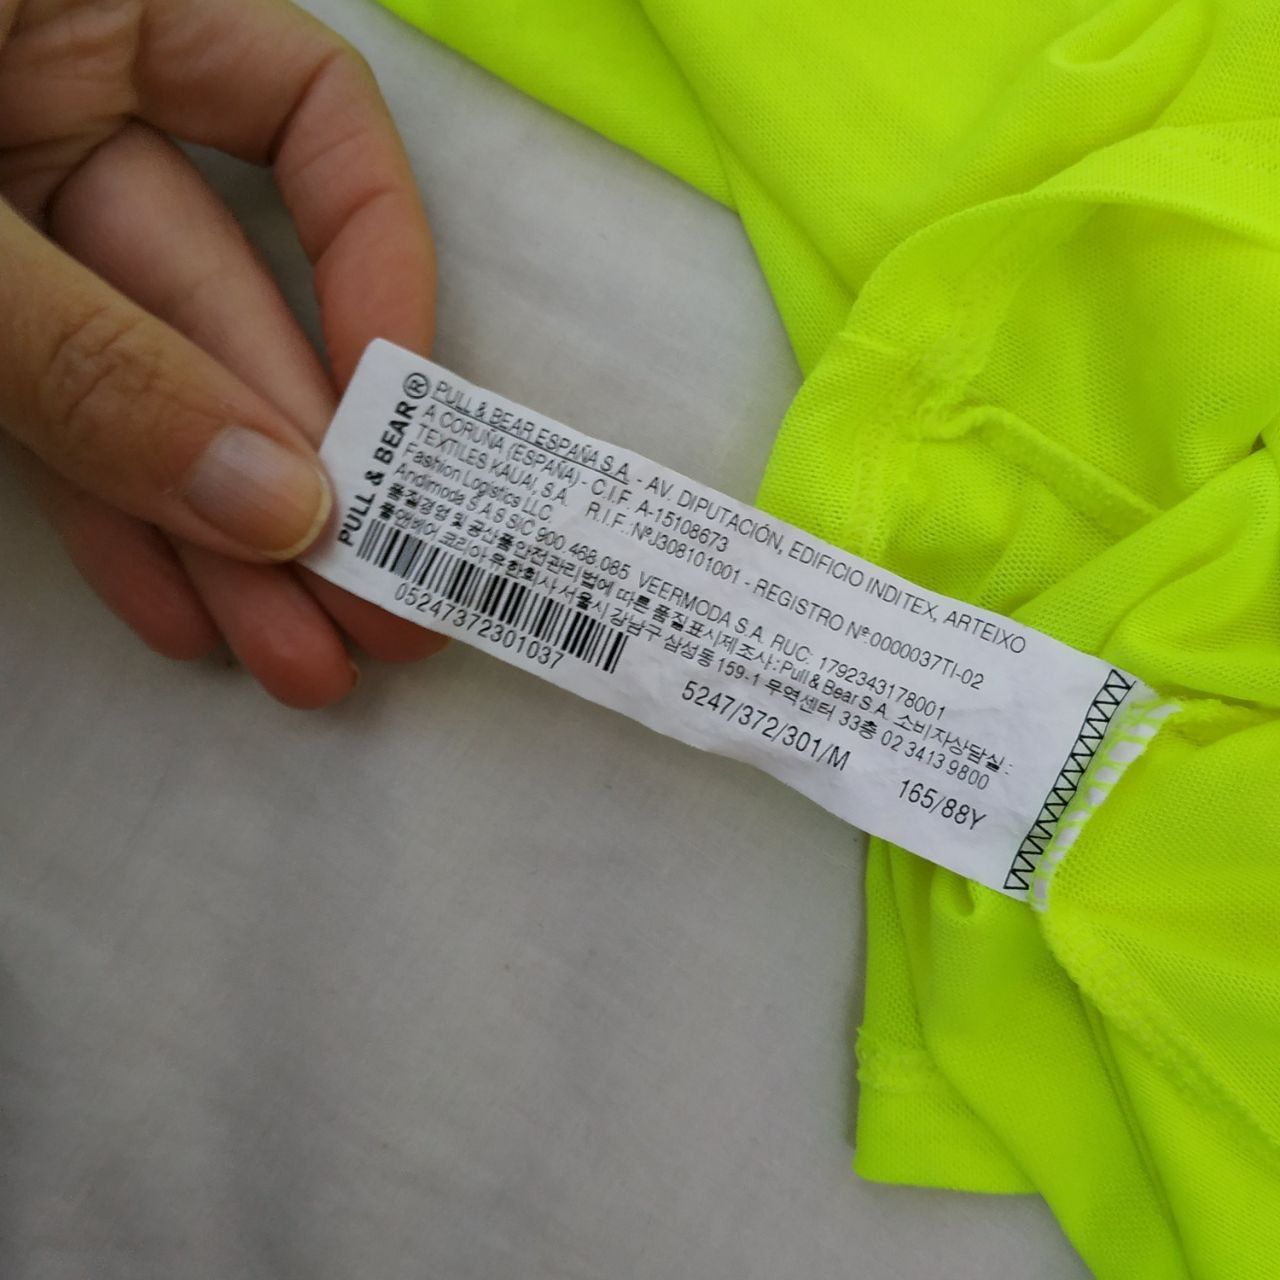 PULL & BEAR®
PULL & BEAR ESPAÑA S.A. - AV. DIPUTACIÓN, EDIFICIO INDITEX, ARTEIXO
A CORUÑA (ESPAÑA) - C.I.F. A-15108673
TEXTILES KAUAI, S.A. R.I.F.:NºJ308101001 - REGISTRO Nº:0000037TI-02
Fashion Logistics LLC
Andimoda S.A.S SIC 900.468.085 VEERMODA S.A. RUC: 1792343178001
품질경영 및 공산품안전관리법에 따른 품질표시제조사:Pull & Bear S.A. 소비자상담실:
풀앤베어 코리아유한회사 서울시 강남구 삼성동 159-1 무역센터 33층 02 3413 9800
05247372301037
5247/372/301/M
165/88Y